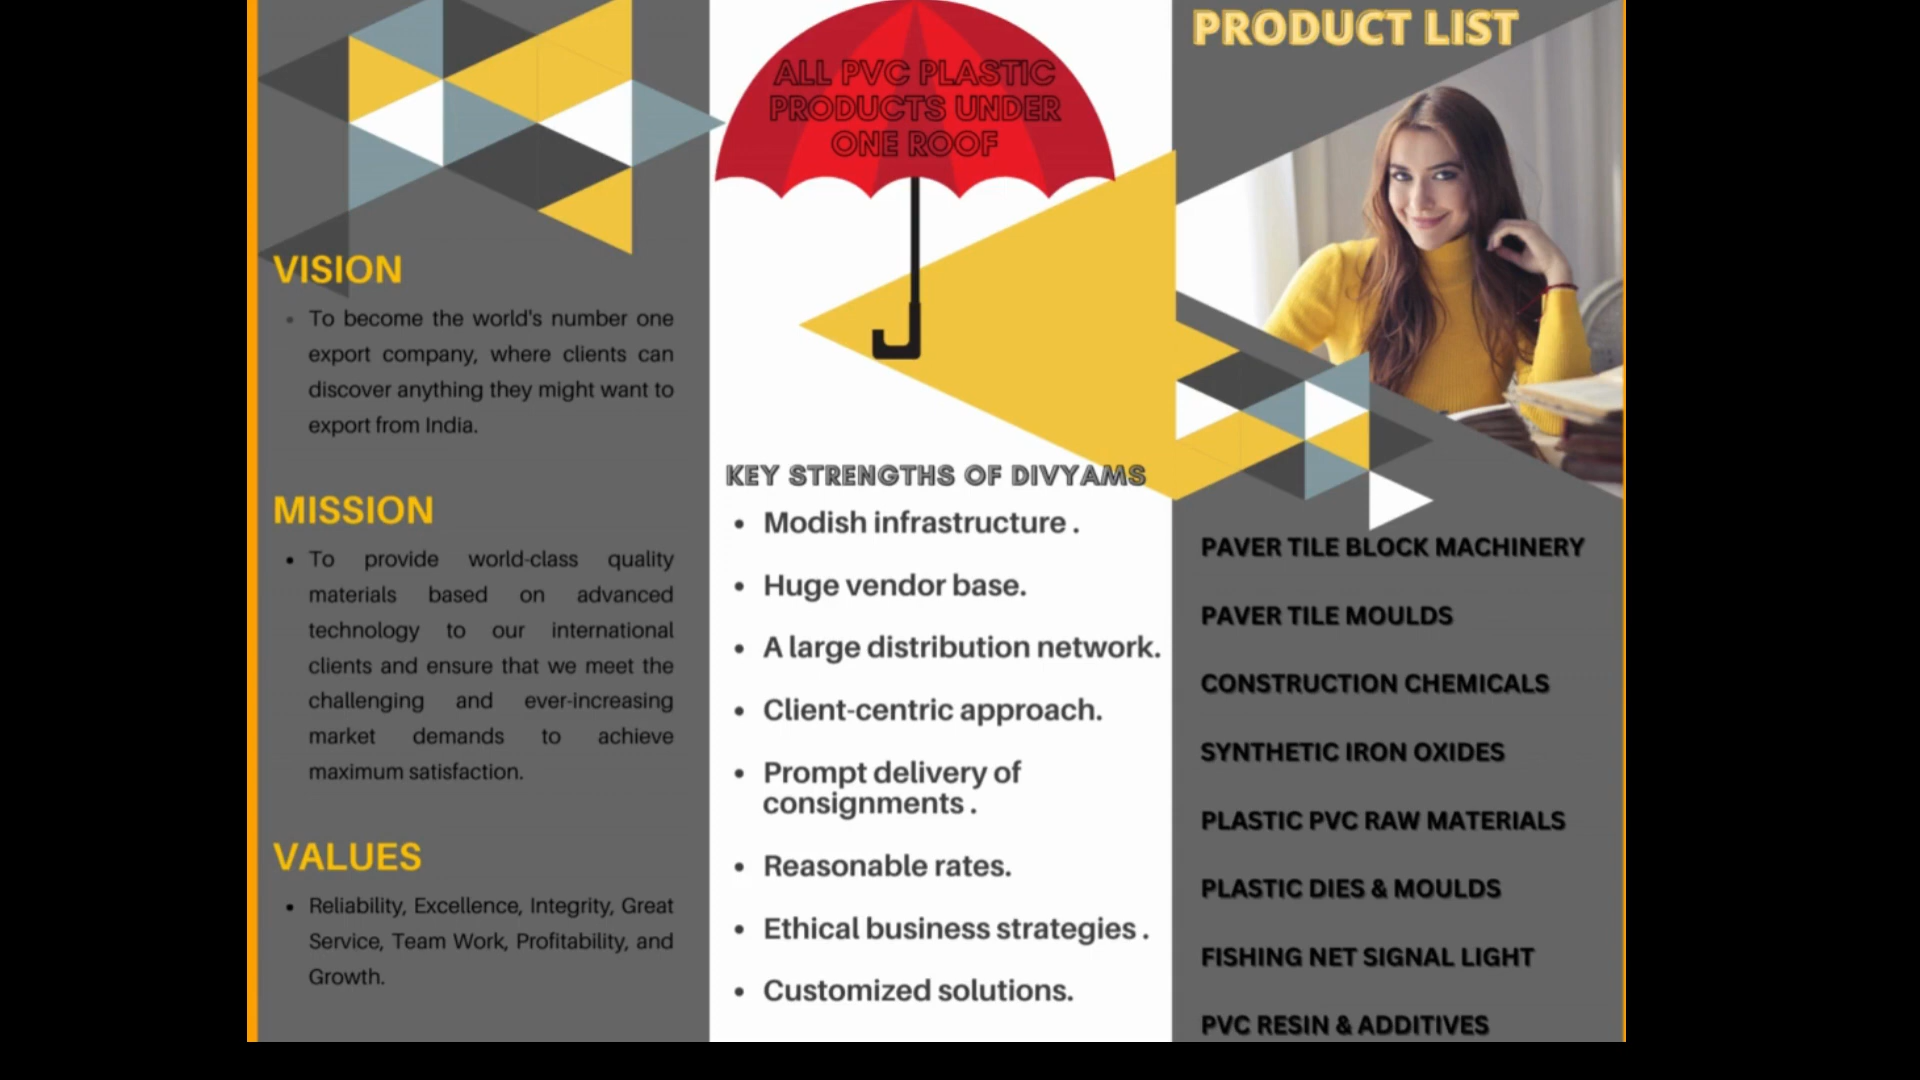 VISION
To become the world's number one
export company, where clients can
discover anything they might want to
export from India.
MISSION
To provide world-class quality
materials based on advanced
technology to our international
clients and ensure that we meet the
challenging and ever-increasing
market demands to achieve
maximum satisfaction.
VALUES
Reliability, Excellence, Integrity, Great
Service, Team Work, Profitability, and
Growth.
ALL PVC PLASTIC
PRODUCTS UNDER
ONE ROOF
KEY STRENGTHS OF DIVYAMS
Modish infrastructure .
Huge vendor base.
A large distribution network.
Client-centric approach.
Prompt delivery of
consignments .
Reasonable rates.
Ethical business strategies .
Customized solutions.
PRODUCT LIST
PAVER TILE BLOCK MACHINERY
PAVER TILE MOULDS
CONSTRUCTION CHEMICALS
SYNTHETIC IRON OXIDES
PLASTIC PVC RAW MATERIALS
PLASTIC DIES & MOULDS
FISHING NET SIGNAL LIGHT
PVC RESIN & ADDITIVES